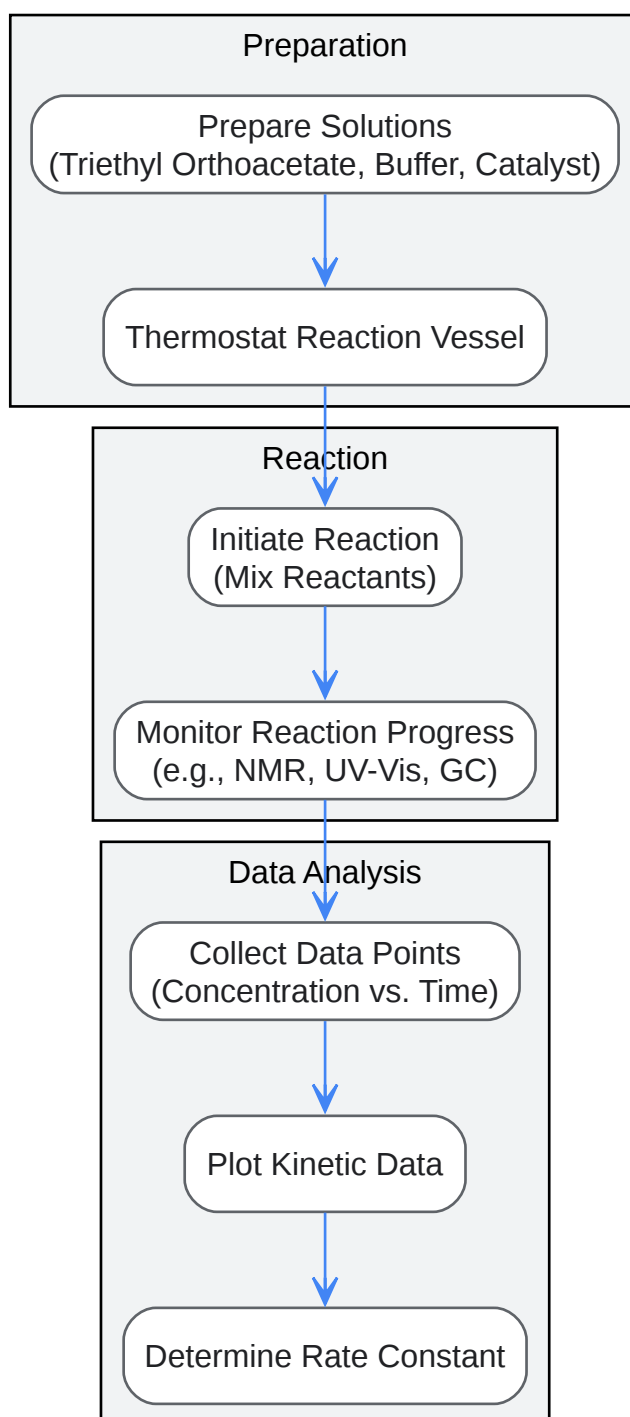 Preparation
Prepare Solutions
(Triethyl Orthoacetate, Buffer, Catalyst)
Thermostat Reaction Vessel
Reaction
Initiate Reaction
(Mix Reactants)
Monitor Reaction Progress
(e.g., NMR, UV-Vis, GC)
Data Analysis
Collect Data Points
(Concentration vs. Time)
Plot Kinetic Data
Determine Rate Constant